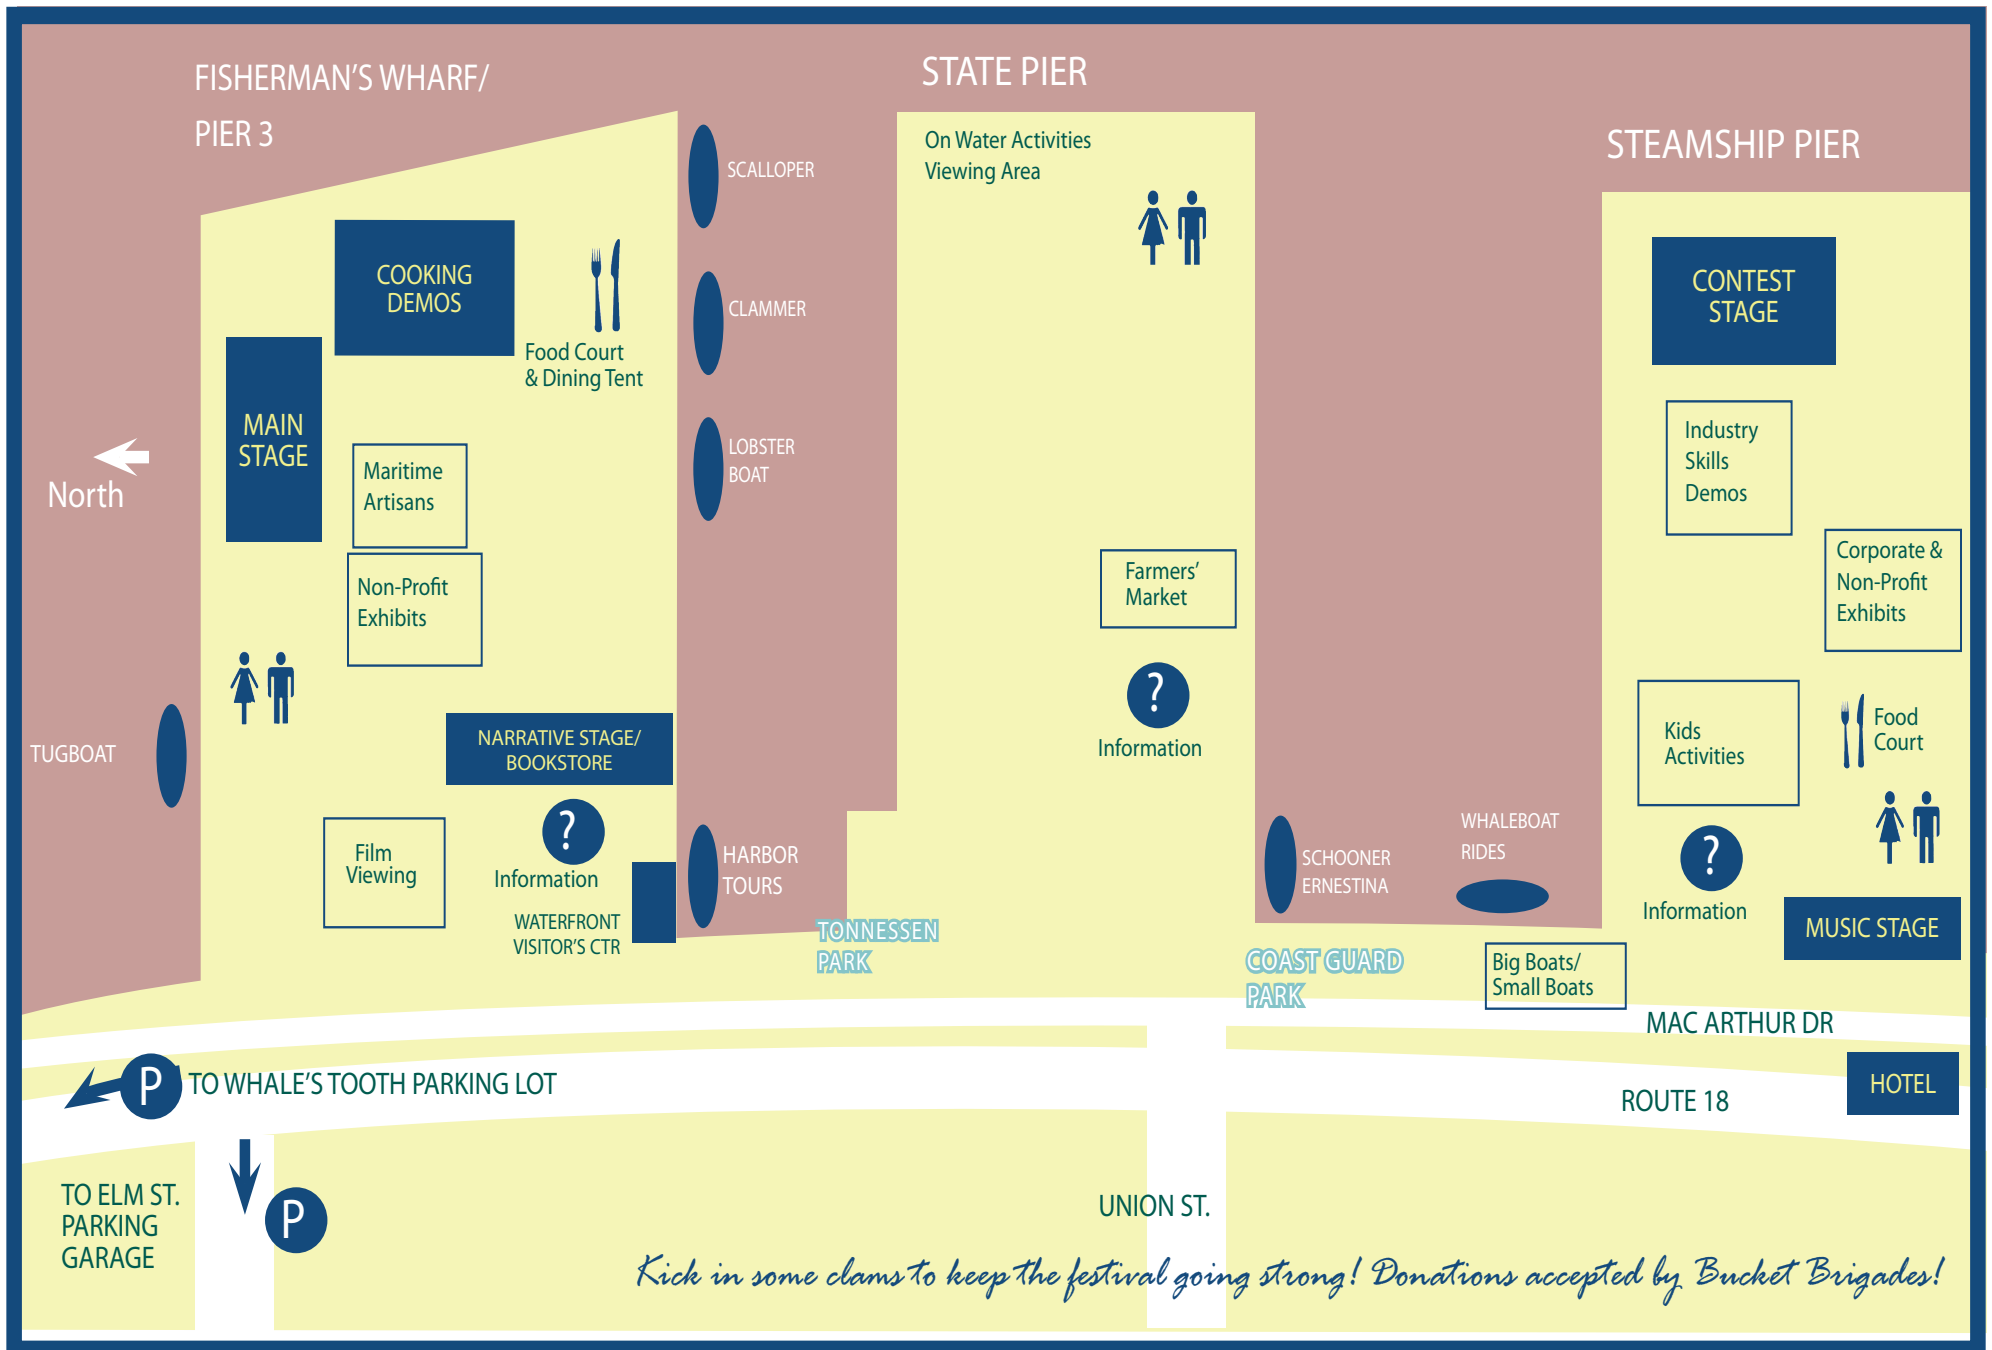 FISHERMAN'S WHARF/
PIER 3
STATE PIER
STEAMSHIP PIER
SCALLOPER
CLAMMER
LOBSTER
BOAT
On Water Activities
Viewing Area
COOKING
DEMOS
Food Court
& Dining Tent
MAIN
STAGE
Maritime
Artisans
Non-Profit
Exhibits
North
TUGBOAT
NARRATIVE STAGE/
BOOKSTORE
?
Information
Film
Viewing
WATERFRONT
VISITOR'S CTR
HARBOR
TOURS
TONNESSEN
PARK
Farmers'
Market
?
Information
SCHOONER
ERNESTINA
WHALEBOAT
RIDES
COAST GUARD
PARK
CONTEST
STAGE
Industry
Skills
Demos
Corporate &
Non-Profit
Exhibits
Kids
Activities
Food
Court
?
Information
MUSIC STAGE
Big Boats/
Small Boats
MAC ARTHUR DR
HOTEL
ROUTE 18
P
TO WHALE'S TOOTH PARKING LOT
TO ELM ST.
PARKING
GARAGE
P
UNION ST.
Kick in some clams to keep the festival going strong! Donations accepted by Bucket Brigades!